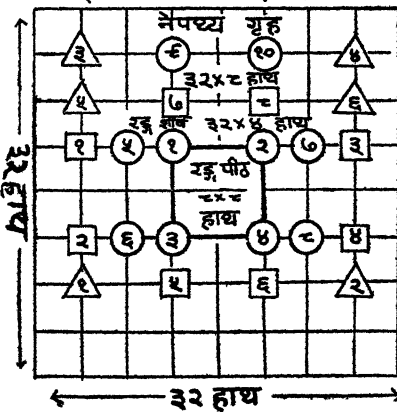 नेपथ्य गृह
३ ९ १० ४
३२×८ हाथ
५ ७ ८ ६
रङ्ग शीर्ष ३२×४ हाथ
१ ५ १ २ ७ ३
रङ्ग पीठ
८×८
हाथ
२ ६ ३ ४ ८ ४
१ ५ ६ २
३२ हाथ
३२ हाथ